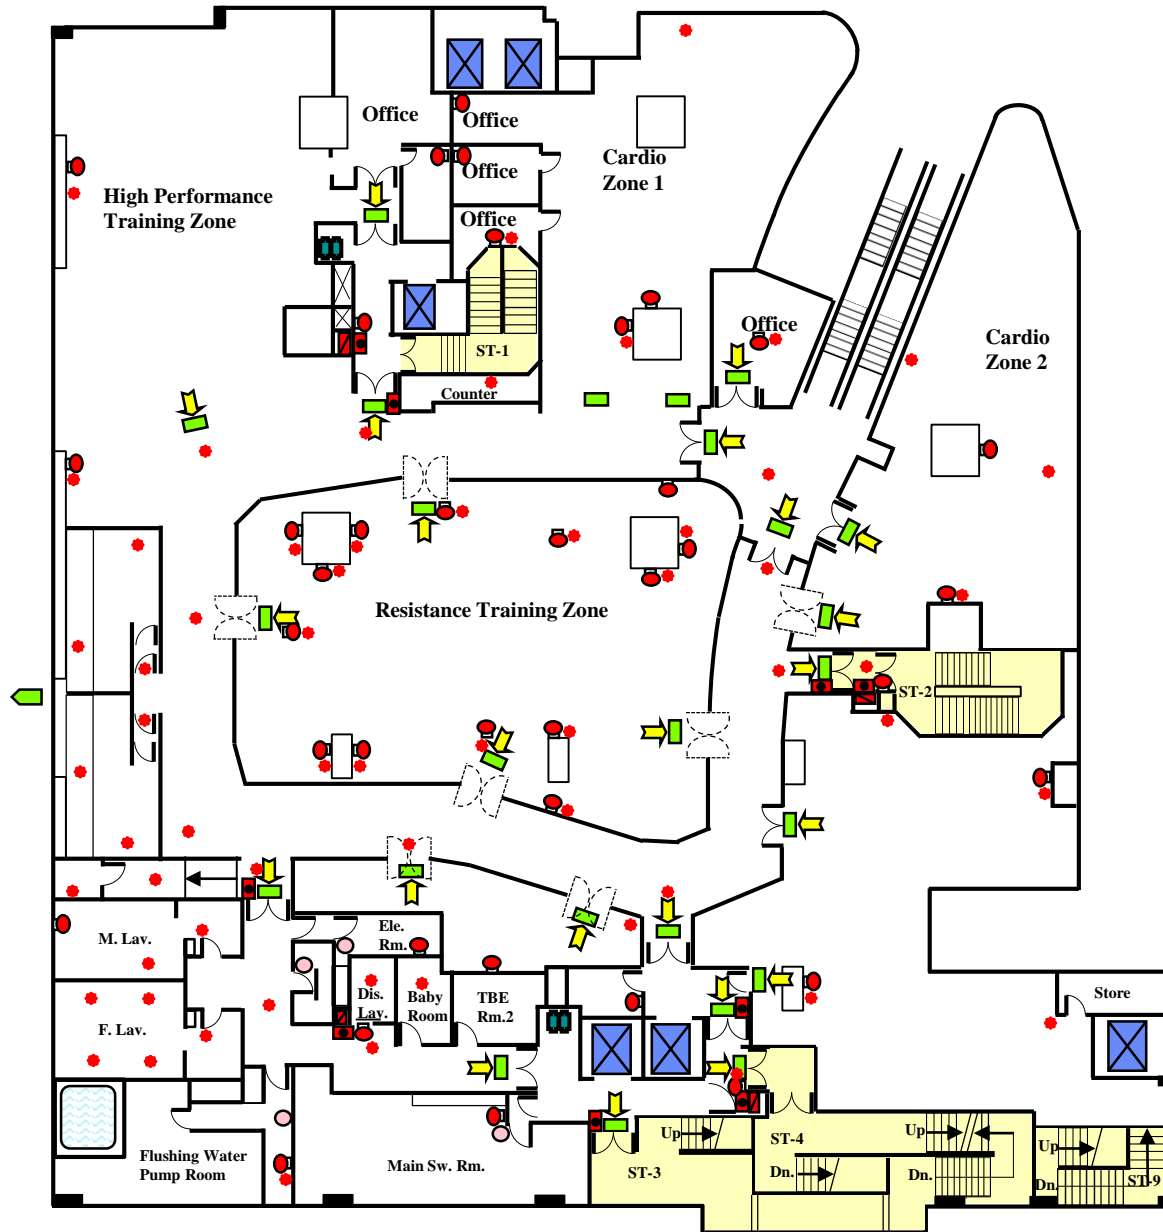 Office
Office
Cardio
Zone 1
Office
High Performance
Training Zone
Office
Office
Cardio
Zone 2
ST-1
Counter
Resistance Training Zone
ST-2
M. Lav.
Ele.
Rm.
Dis.
Lav.
Baby
Room
TBE
Rm.2
Store
F. Lav.
Up
ST-4
Up
Up
Flushing Water
Pump Room
Main Sw. Rm.
ST-3
Dn.
Dn.
Dn.
ST-9